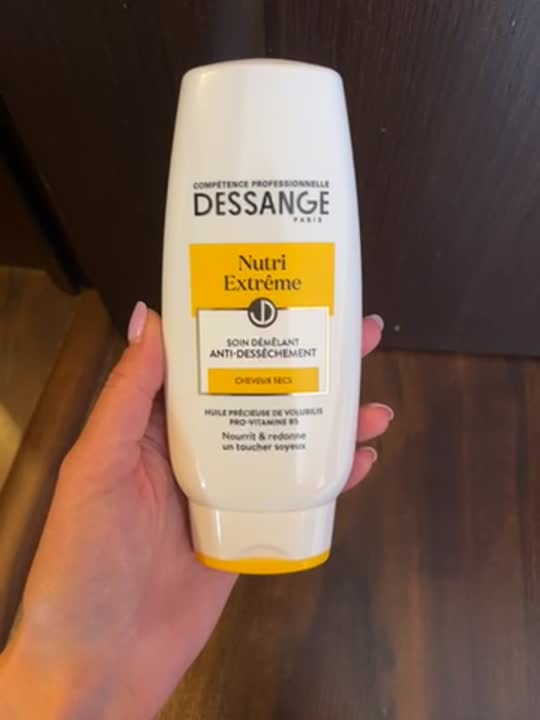 COMPÉTENCE PROFESSIONNELLE
DESSANGE
PARIS
Nutri
Extrême
JD
SOIN DÉMÊLANT
ANTI-DESSÈCHEMENT
CHEVEUX SECS
HUILE PRÉCIEUSE DE VOLUBILIS
PRO-VITAMINE B5
Nourrit & redonne
un toucher soyeux